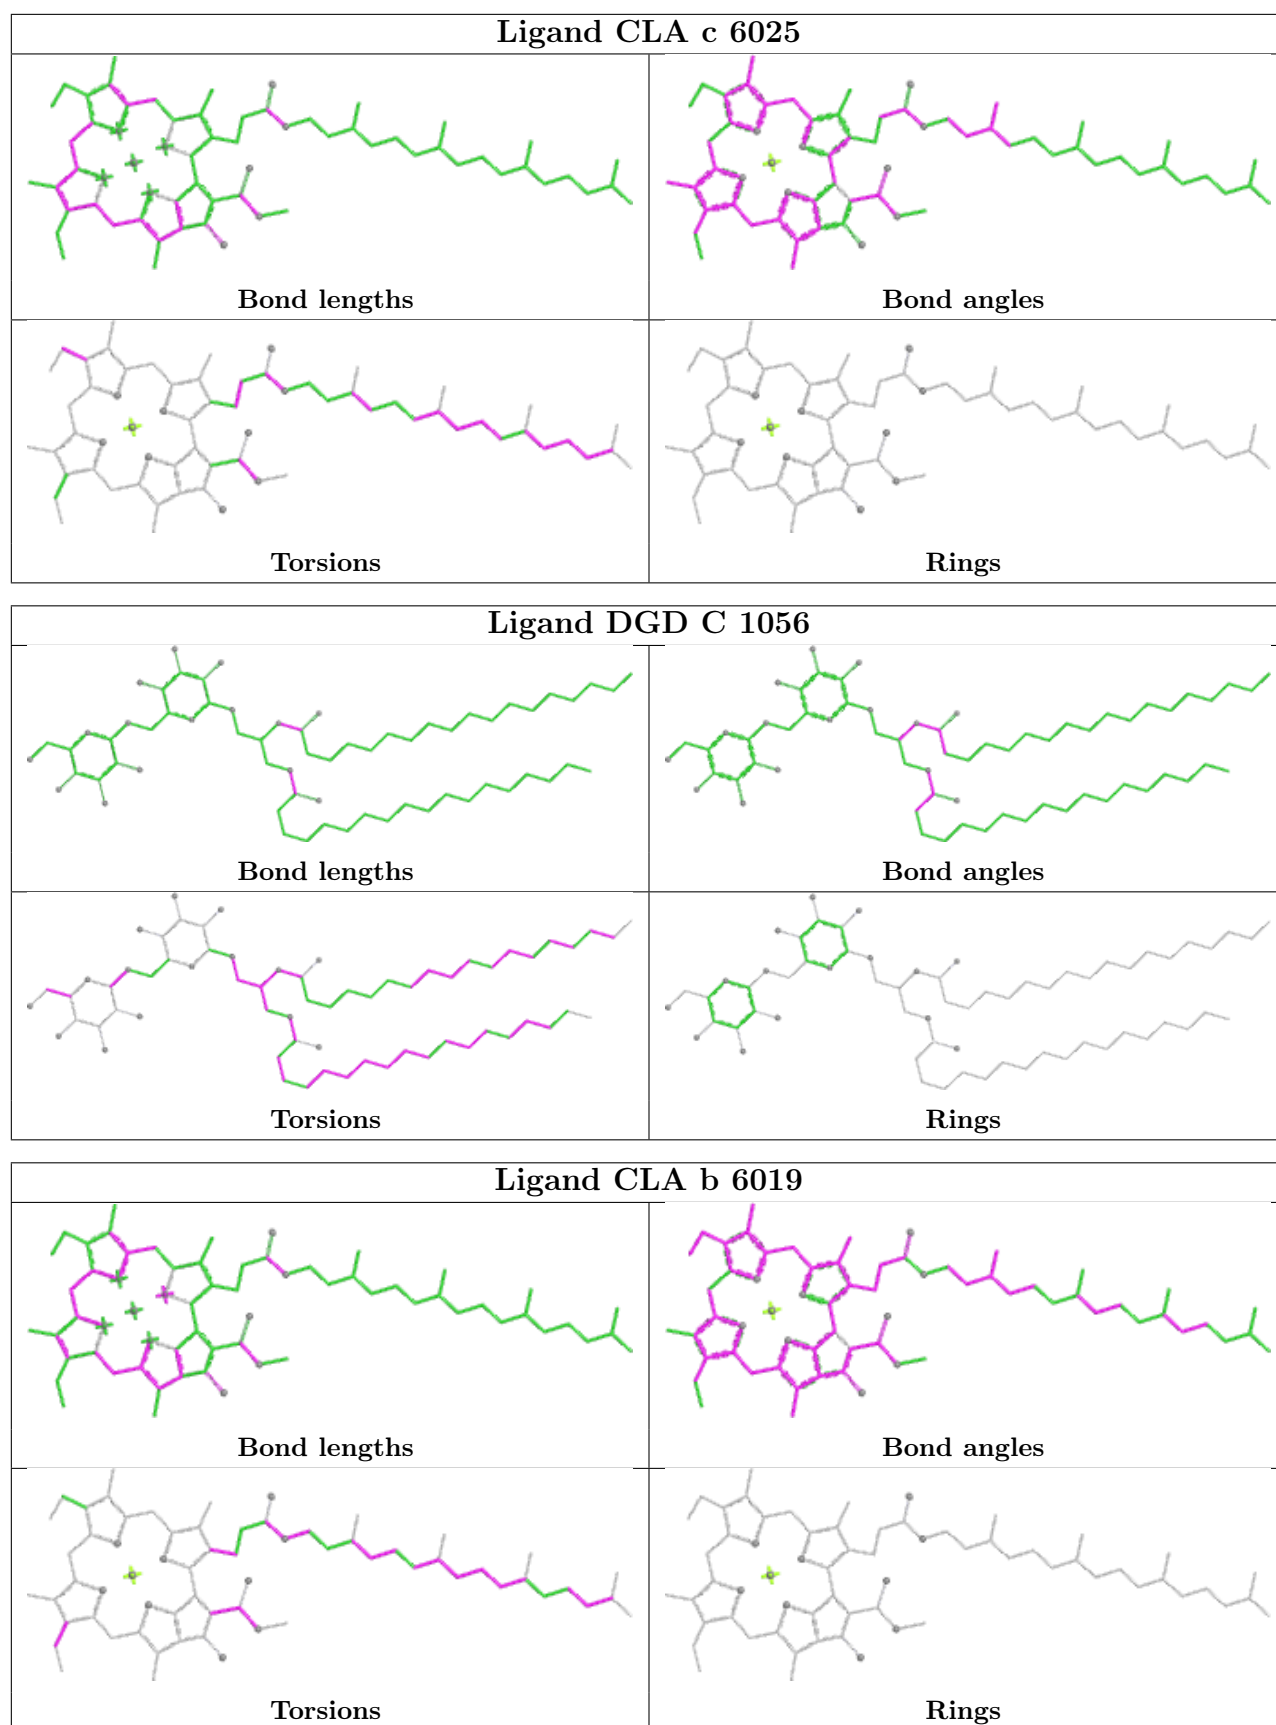 Ligand CLA c 6025
Bond lengths
Bond angles
Torsions
Rings
Ligand DGD C 1056
Bond lengths
Bond angles
Torsions
Rings
Ligand CLA b 6019
Bond lengths
Bond angles
Torsions
Rings